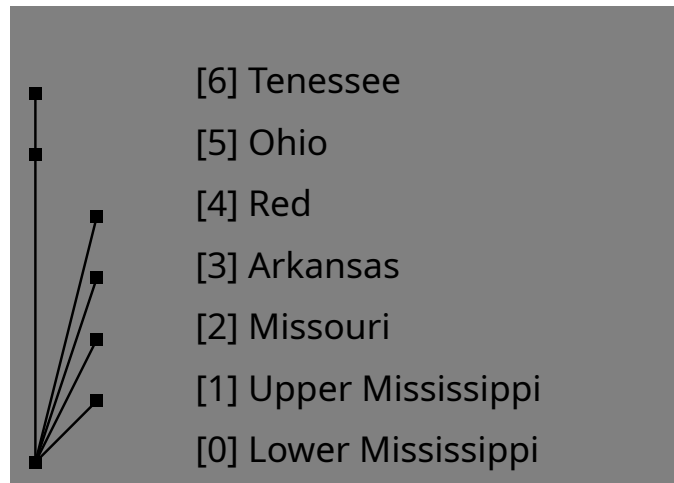 [6] Tenessee
[5] Ohio
[4] Red
[3] Arkansas
[2] Missouri
[1] Upper Mississippi
[0] Lower Mississippi